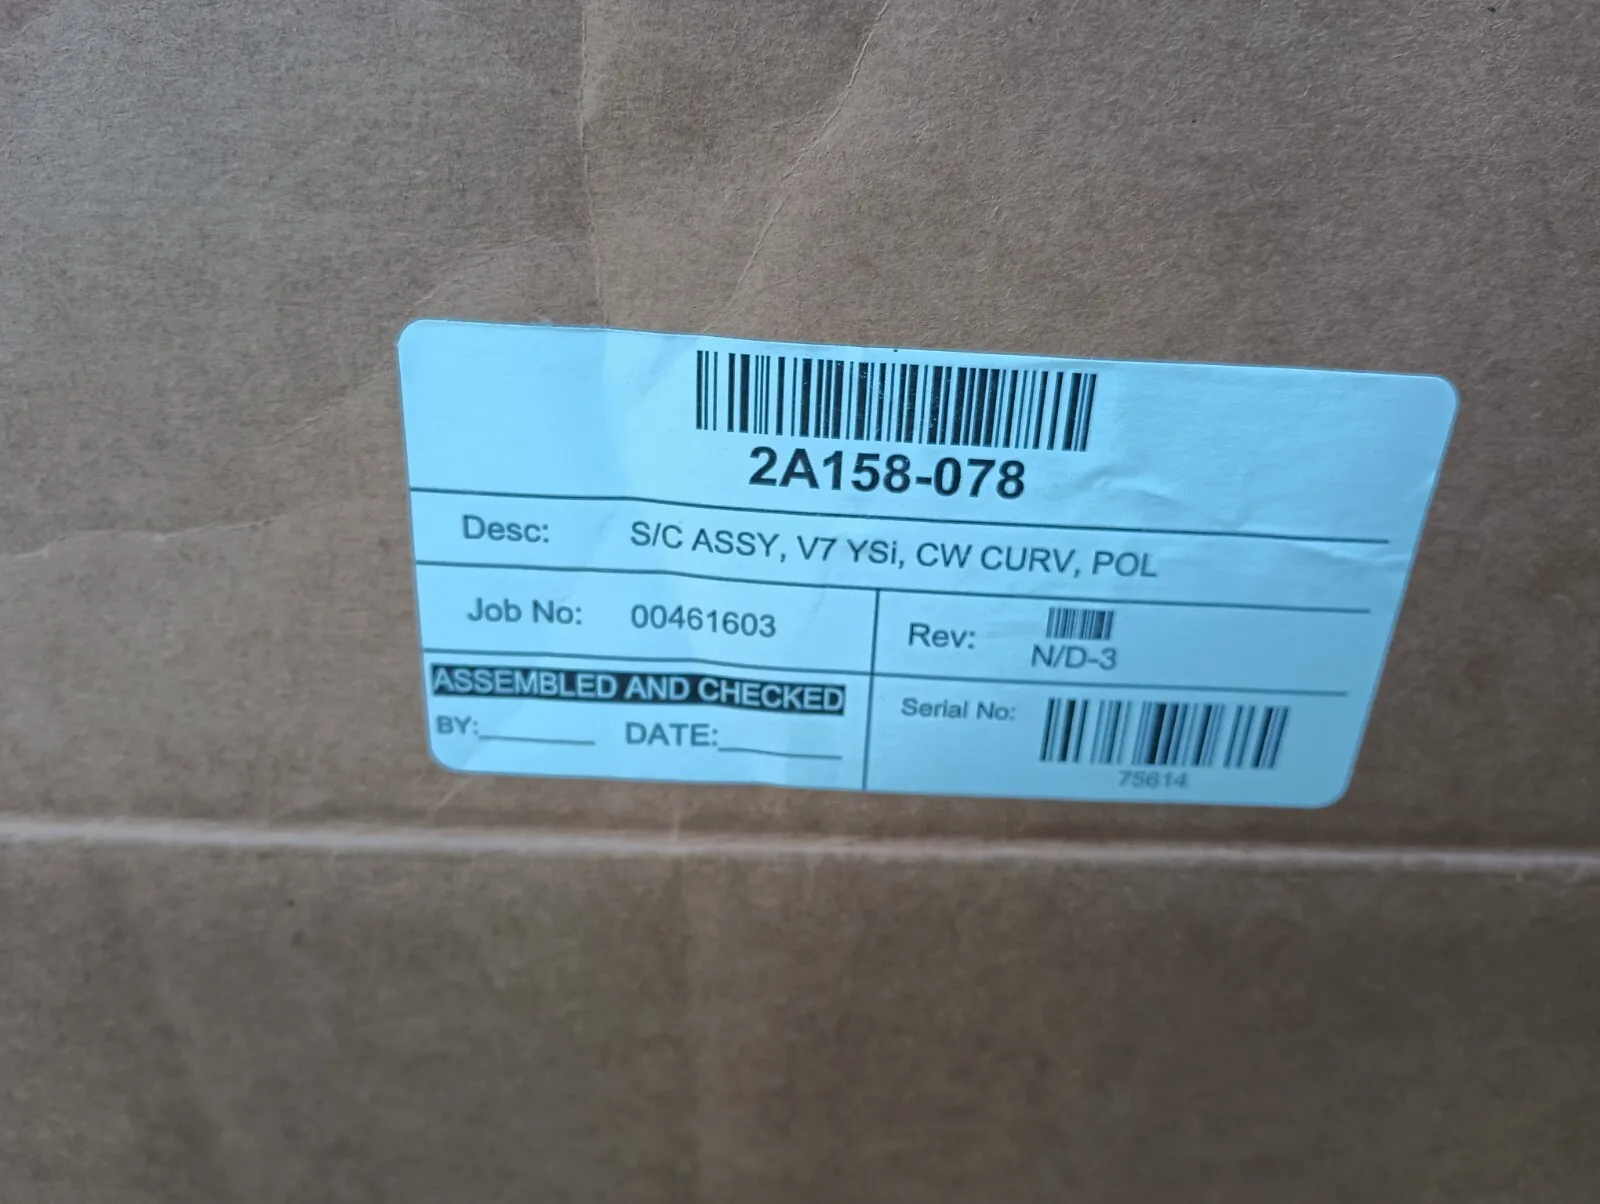 2A158-078
Desc: S/C ASSY, V7 YSi, CW CURV, POL
Job No: 00461603
Rev: N/D-3
ASSEMBLED AND CHECKED
BY:
DATE:
Serial No: 75614